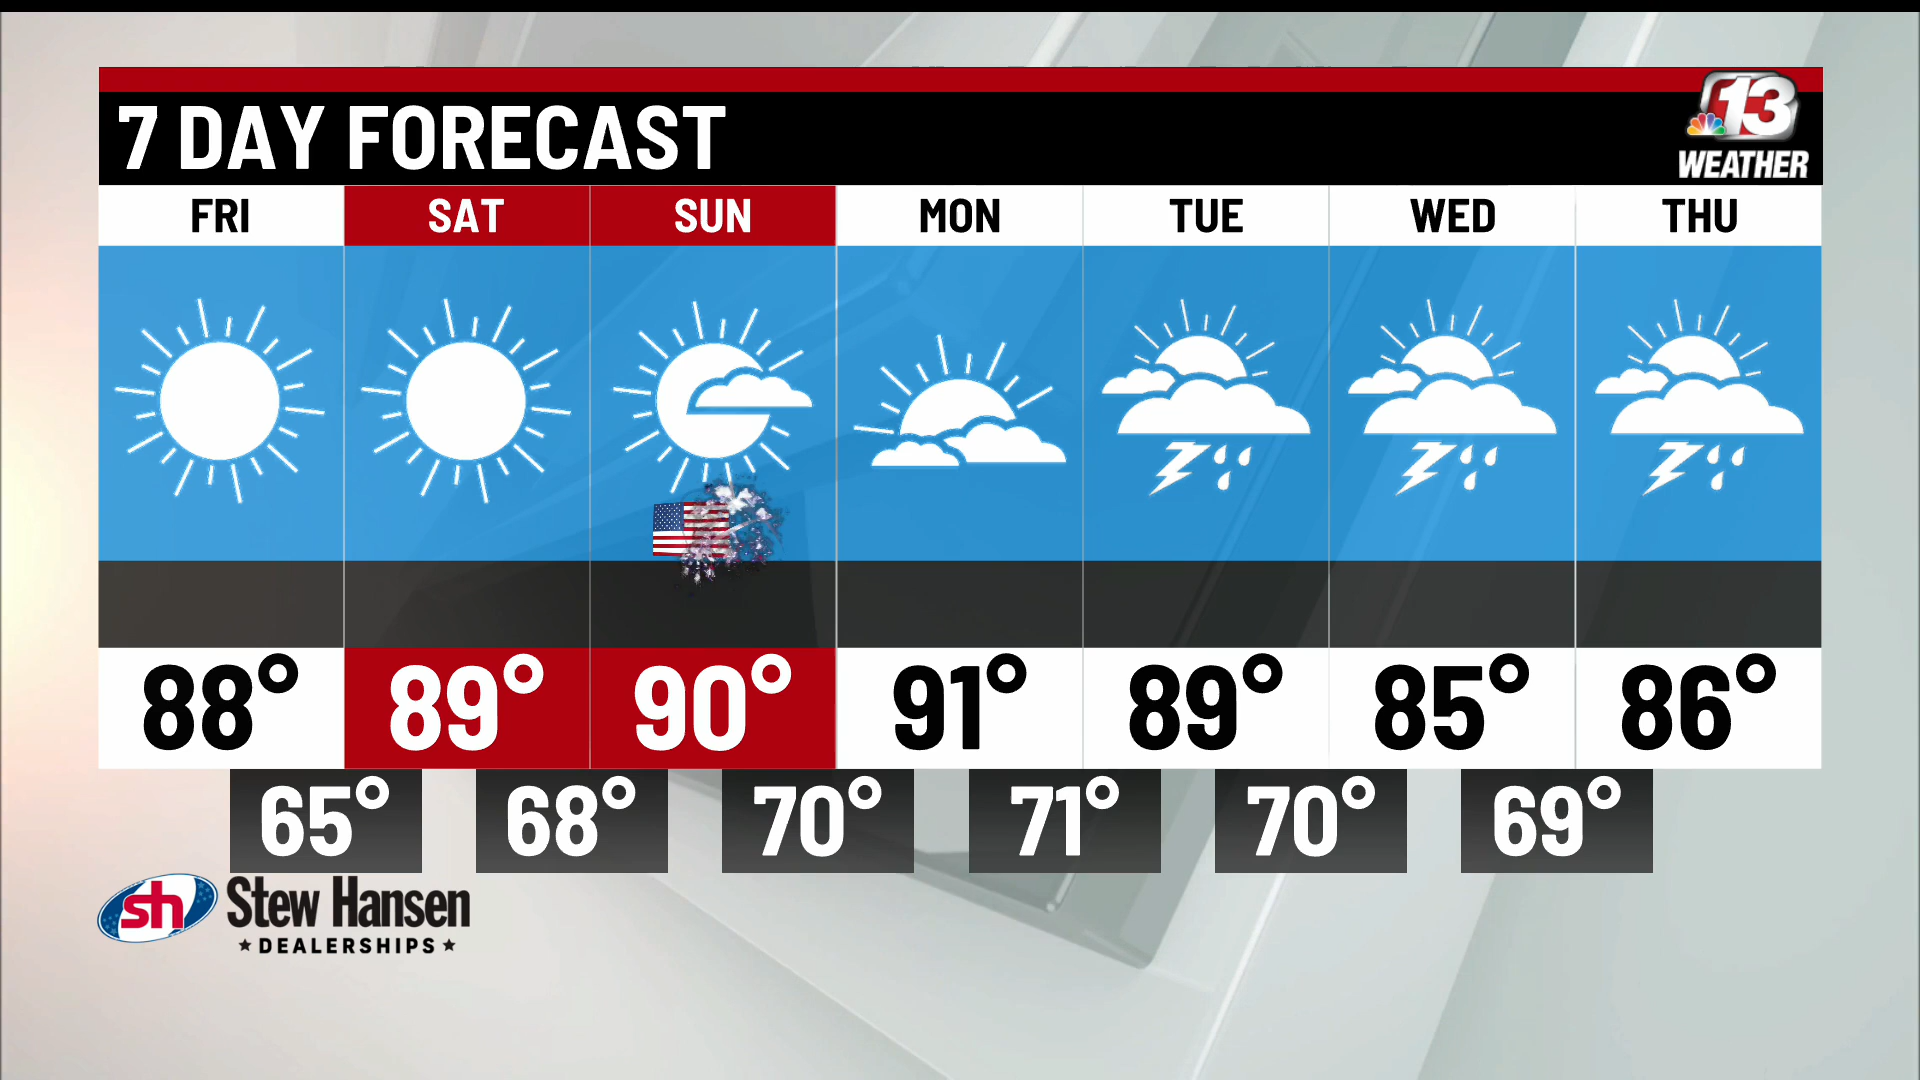 7 DAY FORECAST
13
WEATHER
FRI SAT SUN MON TUE WED THU
88° 89° 90° 91° 89° 85° 86°
65° 68° 70° 71° 70° 69°
sh Stew Hansen
★DEALERSHIPS★